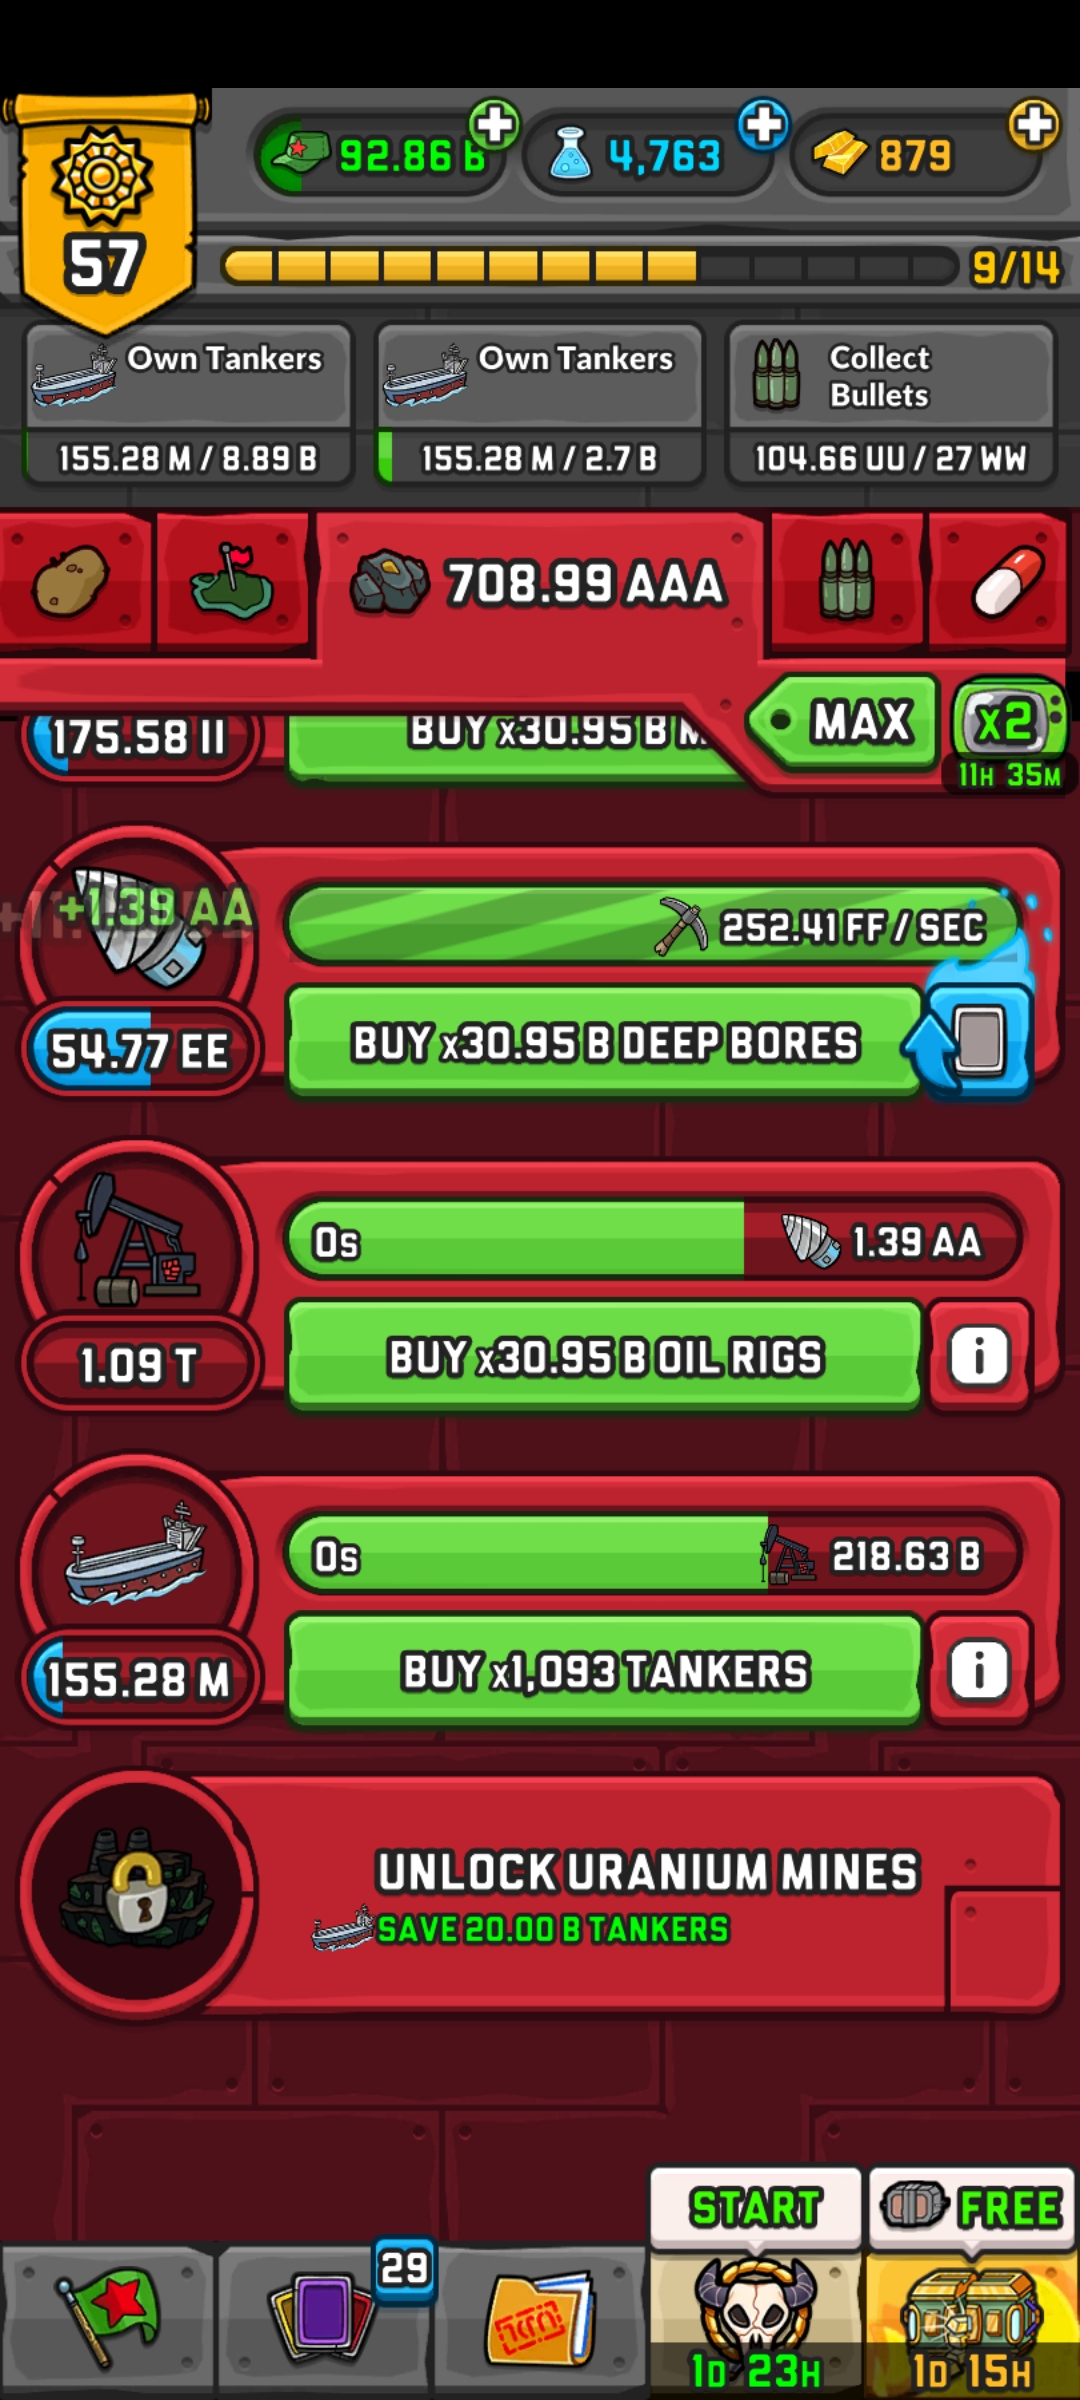 92.86 B
4,763
879
57
9/14
Own Tankers
155.28 M / 8.89 B
Own Tankers
155.28 M / 2.7 B
Collect
Bullets
104.66 UU / 27 WW
708.99 AAA
MAX
x2
11H 35M
175.58 II
BUY x30.95 B M
+1.39 AA
252.41 FF / SEC
54.77 EE
BUY x30.95 B DEEP BORES
0s
1.39 AA
1.09 T
BUY x30.95 B OIL RIGS
i
0s
218.63 B
155.28 M
BUY x1,093 TANKERS
i
UNLOCK URANIUM MINES
SAVE 20.00 B TANKERS
START
FREE
29
1D 23H
1D 15H